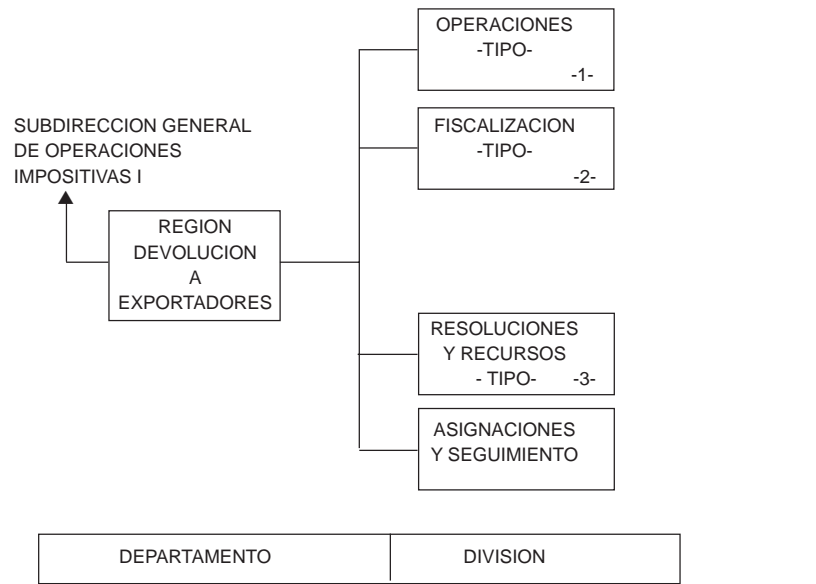 OPERACIONES
-TIPO-
-1-
SUBDIRECCION GENERAL
DE OPERACIONES
IMPOSITIVAS I
FISCALIZACION
-TIPO-
-2-
REGION
DEVOLUCION
A
EXPORTADORES
RESOLUCIONES
Y RECURSOS
- TIPO- -3-
ASIGNACIONES
Y SEGUIMIENTO
DEPARTAMENTO DIVISION